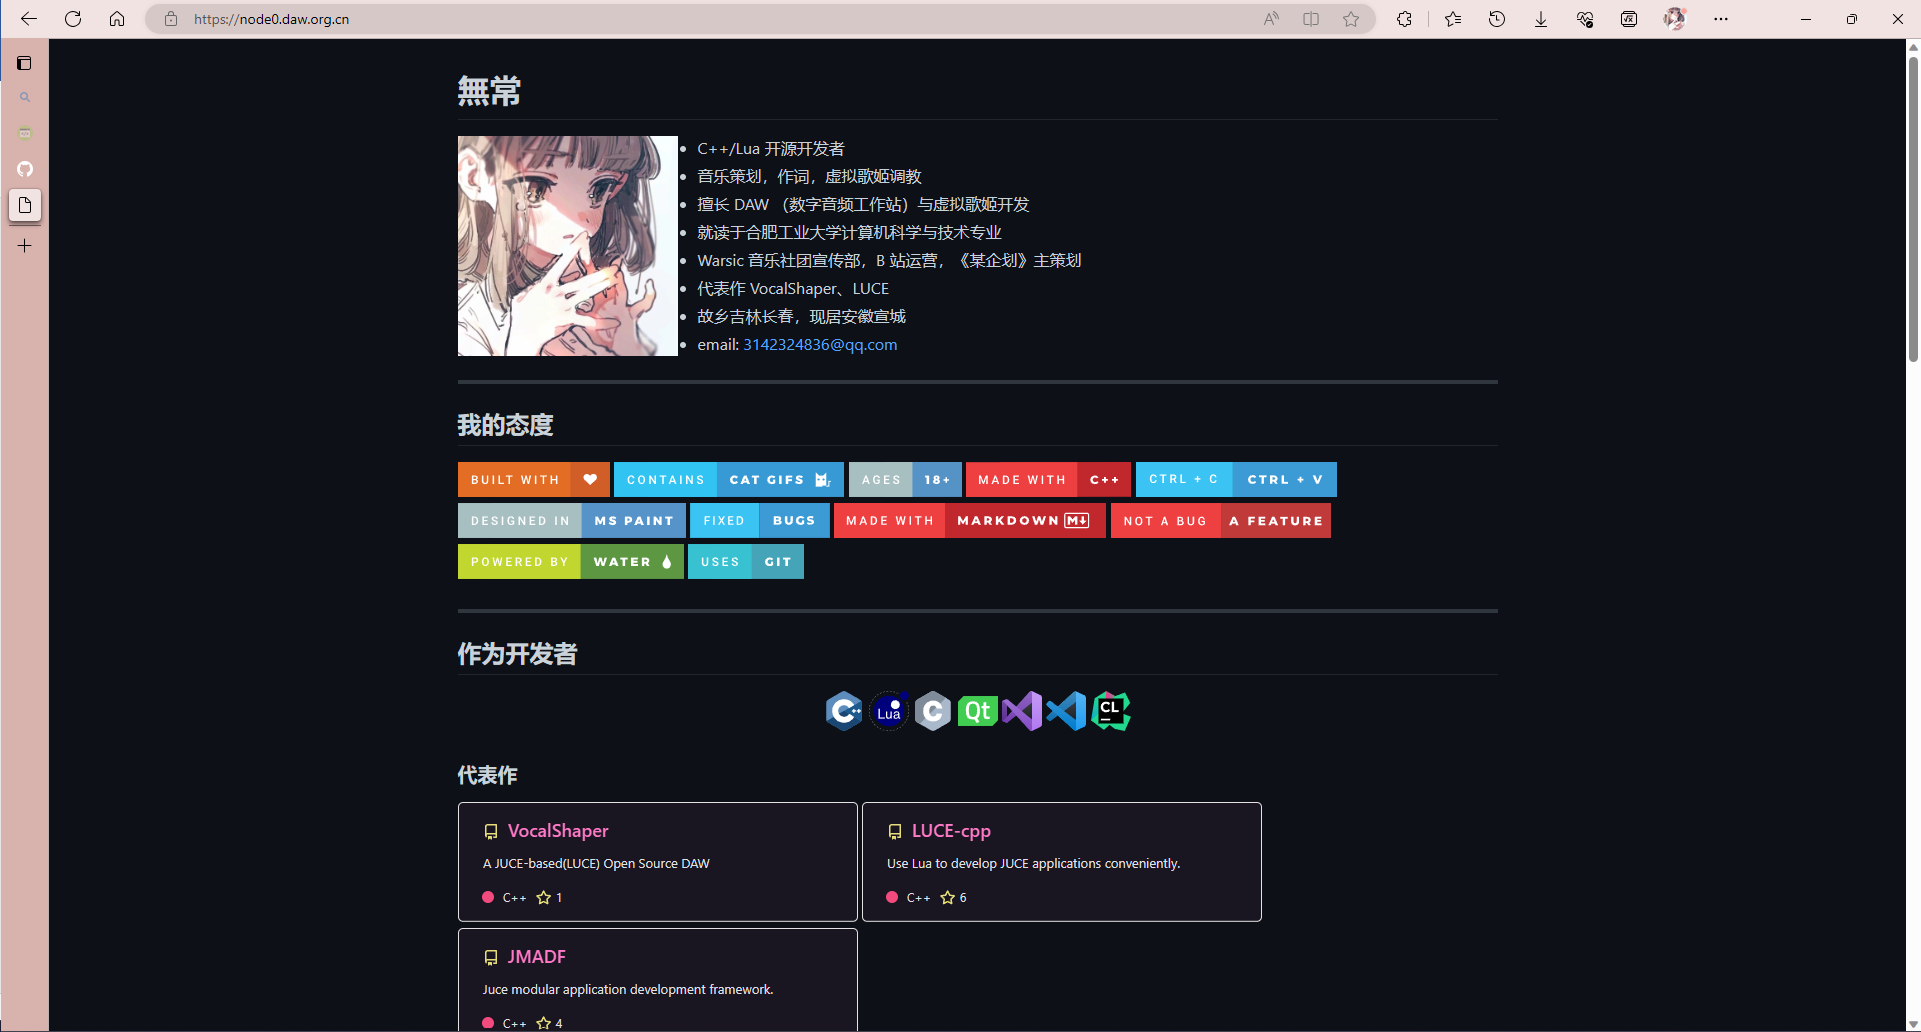 https://node0.daw.org.cn
無常
C++/Lua 开源开发者
音乐策划，作词，虚拟歌姬调教
擅长 DAW （数字音频工作站）与虚拟歌姬开发
就读于合肥工业大学计算机科学与技术专业
Warsic 音乐社团宣传部，B 站运营，《某企划》主策划
代表作 VocalShaper、LUCE
故乡吉林长春，现居安徽宣城
email: 3142324836@qq.com
我的态度
BUILT WITH CONTAINS CAT GIFS AGES 18+ MADE WITH C++ CTRL + C CTRL + V
DESIGNED IN MS PAINT FIXED BUGS MADE WITH MARKDOWN M NOT A BUG A FEATURE
POWERED BY WATER USES GIT
作为开发者
C++ Lua C Qt CL
代表作
VocalShaper
A JUCE-based(LUCE) Open Source DAW
C++ 1
LUCE-cpp
Use Lua to develop JUCE applications conveniently.
C++ 6
JMADF
Juce modular application development framework.
C++ 4